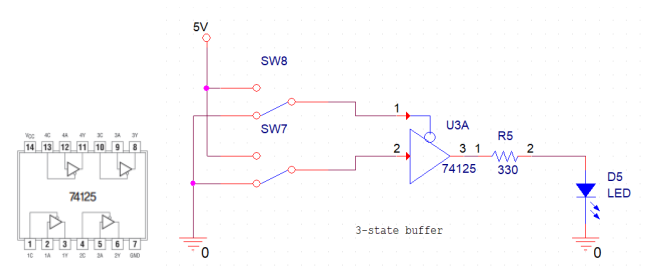 Vcc 4C 4A 4Y 3C 3A 3Y
14 13 12 11 10 9 8
74125
1 2 3 4 5 6 7
1C 1A 1Y 2C 2A 2Y GND
5V
SW8
SW7
1
U3A
2
3
74125
1
R5
2
330
D5
LED
3-state buffer
0
0